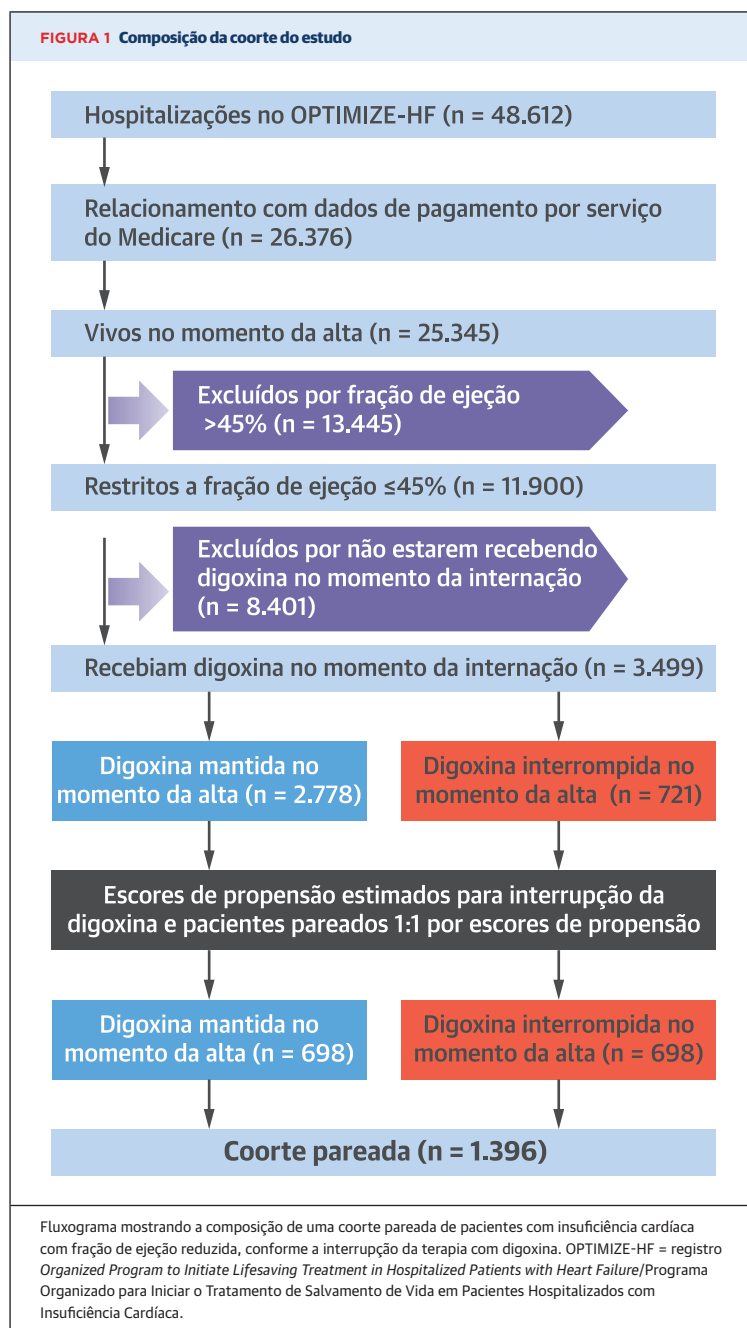 FIGURA 1 Composição da coorte do estudo
Hospitalizações no OPTIMIZE-HF (n = 48.612)
Relacionamento com dados de pagamento por serviço
do Medicare (n = 26.376)
Vivos no momento da alta (n = 25.345)
Excluídos por fração de ejeção
>45% (n = 13.445)
Restritos a fração de ejeção ≤45% (n = 11.900)
Excluídos por não estarem recebendo
digoxina no momento da internação
(n = 8.401)
Recebiam digoxina no momento da internação (n = 3.499)
Digoxina mantida no
momento da alta (n = 2.778)
Digoxina interrompida no
momento da alta (n = 721)
Escores de propensão estimados para interrupção da
digoxina e pacientes pareados 1:1 por escores de propensão
Digoxina mantida no
momento da alta (n = 698)
Digoxina interrompida no
momento da alta (n = 698)
Coorte pareada (n = 1.396)
Fluxograma mostrando a composição de uma coorte pareada de pacientes com insuficiência cardíaca
com fração de ejeção reduzida, conforme a interrupção da terapia com digoxina. OPTIMIZE-HF = registro
Organized Program to Initiate Lifesaving Treatment in Hospitalized Patients with Heart Failure/Programa
Organizado para Iniciar o Tratamento de Salvamento de Vida em Pacientes Hospitalizados com
Insuficiência Cardíaca.